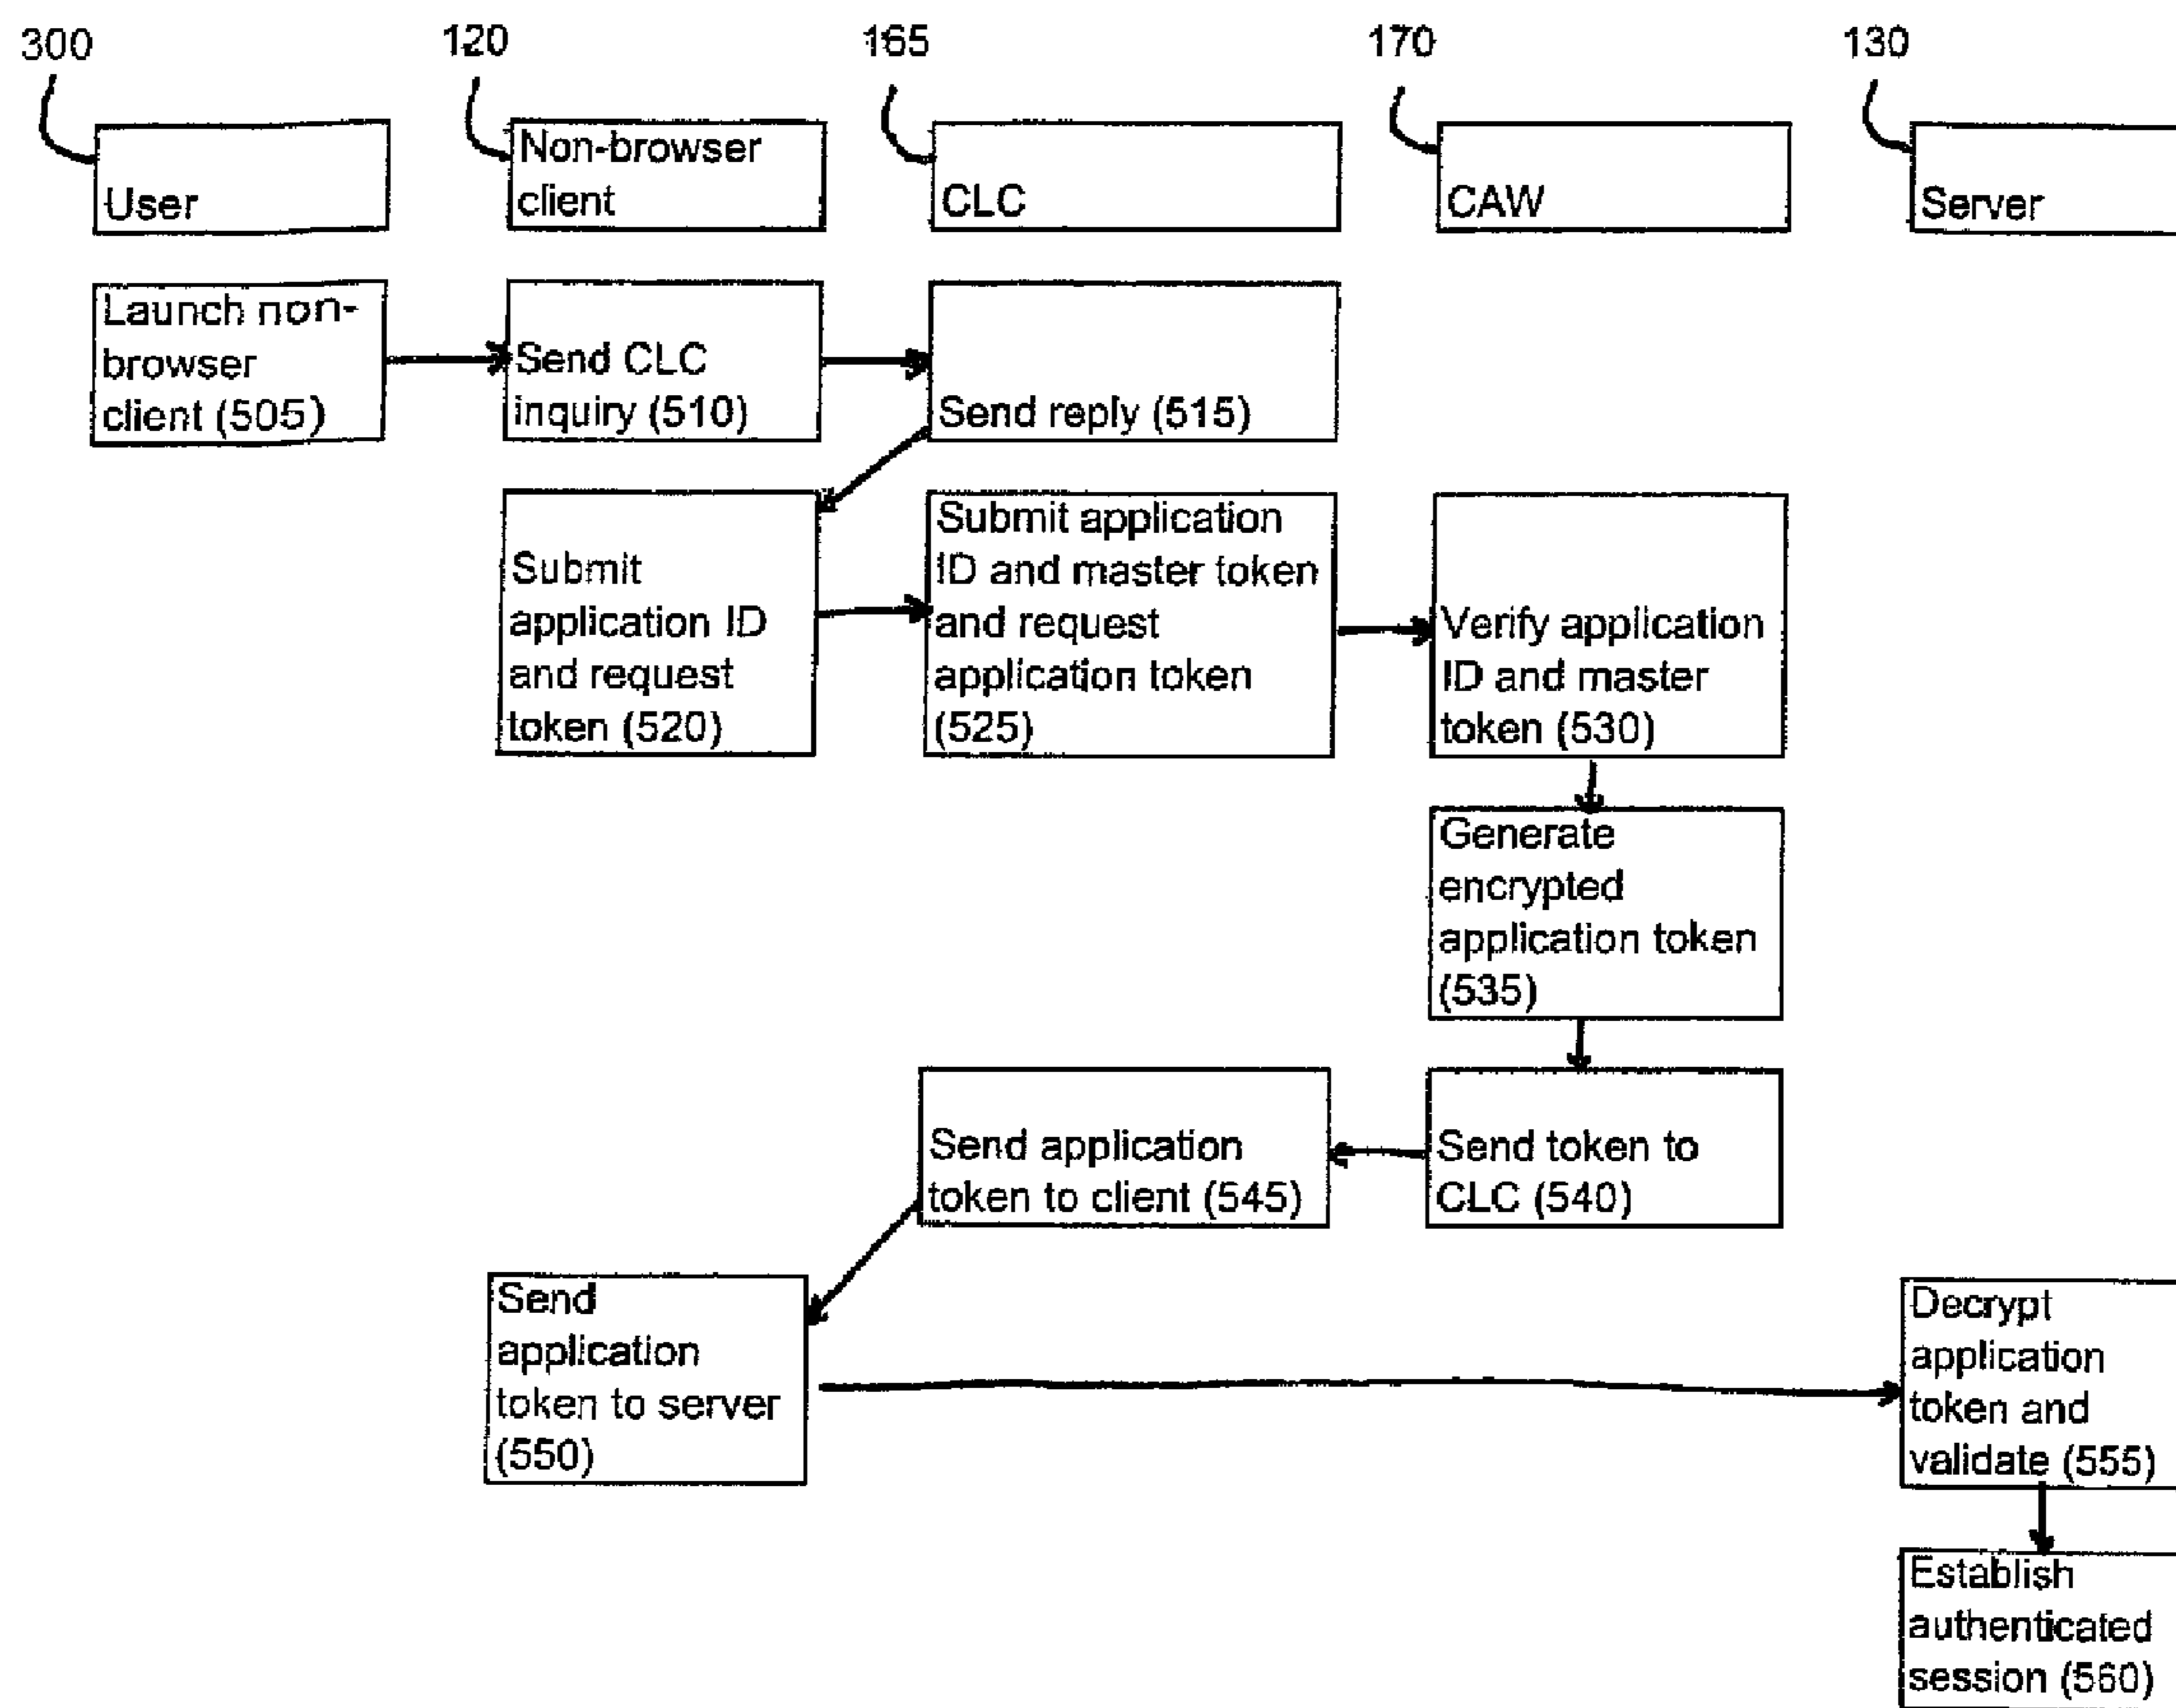 300
120
165
170
130
User
Non-browser
client
CLC
CAW
Server
Launch non-
browser
client (505)
Send CLC
inquiry (510)
Send reply (515)
Submit
application ID
and request
token (520)
Submit application
ID and master token
and request
application token
(525)
Verify application
ID and master
token (530)
Generate
encrypted
application token
(535)
Send token to
CLC (540)
Send application
token to client (545)
Send
application
token to server
(550)
Decrypt
application
token and
validate (555)
Establish
authenticated
session (560)